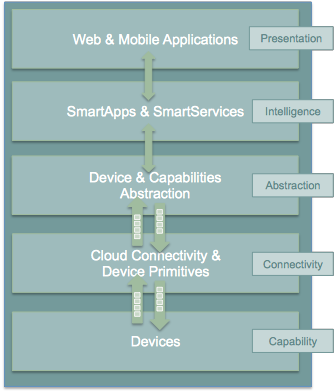 Web & Mobile Applications
Presentation
SmartApps & SmartServices
Intelligence
Device & Capabilities
Abstraction
Abstraction
Cloud Connectivity &
Device Primitives
Connectivity
Devices
Capability